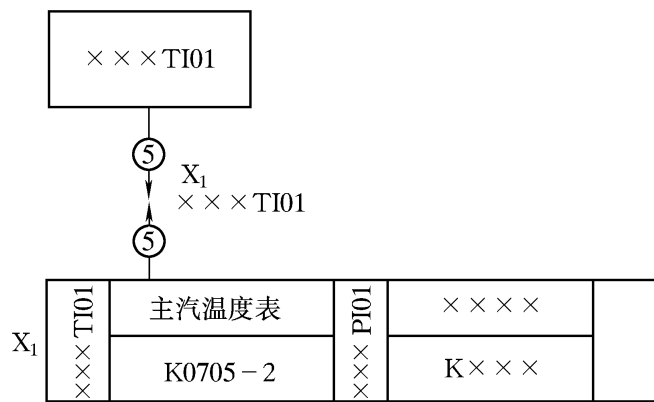 ×××TI01
⑤
X₁
×××TI01
⑤
X₁
×××TI01
主汽温度表
K0705-2
×××PI01
××××
K×××